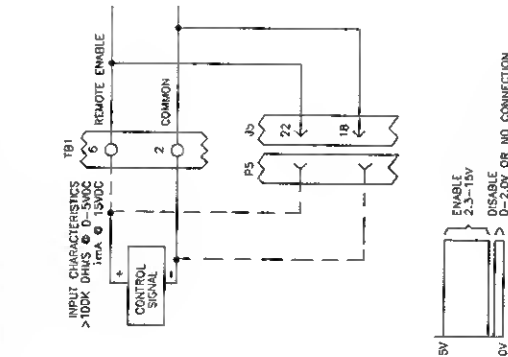 INPUT CHARACTERISTICS
>100K OHMS @ 0-5VDC
1mA @ 15VDC
TB1
6
REMOTE ENABLE
2
COMMON
+
CONTROL
SIGNAL
-
P5
J5
22
18
ENABLE
2.3-15V
DISABLE
0-2.0V OR NO CONNECTION
5V
0V